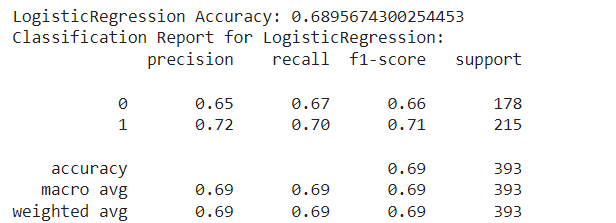 LogisticRegression Accuracy: 0.6895674300254453
Classification Report for LogisticRegression:
precision recall f1-score support
0 0.65 0.67 0.66 178
1 0.72 0.70 0.71 215
accuracy 0.69 393
macro avg 0.69 0.69 0.69 393
weighted avg 0.69 0.69 0.69 393